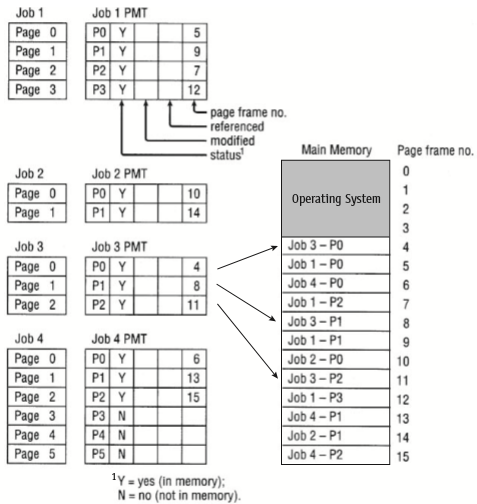 Job 1
Job 1 PMT
Page 0
P0 Y 5
Page 1
P1 Y 9
Page 2
P2 Y 7
Page 3
P3 Y 12
page frame no.
referenced
modified
status1
Main Memory
Page frame no.
Operating System
0
1
2
3
Job 3 – P0 4
Job 1 – P0 5
Job 4 – P0 6
Job 1 – P2 7
Job 3 – P1 8
Job 1 – P1 9
Job 2 – P0 10
Job 3 – P2 11
Job 1 – P3 12
Job 4 – P1 13
Job 2 – P1 14
Job 4 – P2 15
Job 2
Job 2 PMT
Page 0
P0 Y 10
Page 1
P1 Y 14
Job 3
Job 3 PMT
Page 0
P0 Y 4
Page 1
P1 Y 8
Page 2
P2 Y 11
Job 4
Job 4 PMT
Page 0
P0 Y 6
Page 1
P1 Y 13
Page 2
P2 Y 15
Page 3
P3 N
Page 4
P4 N
Page 5
P5 N
1Y = yes (in memory);
N = no (not in memory).